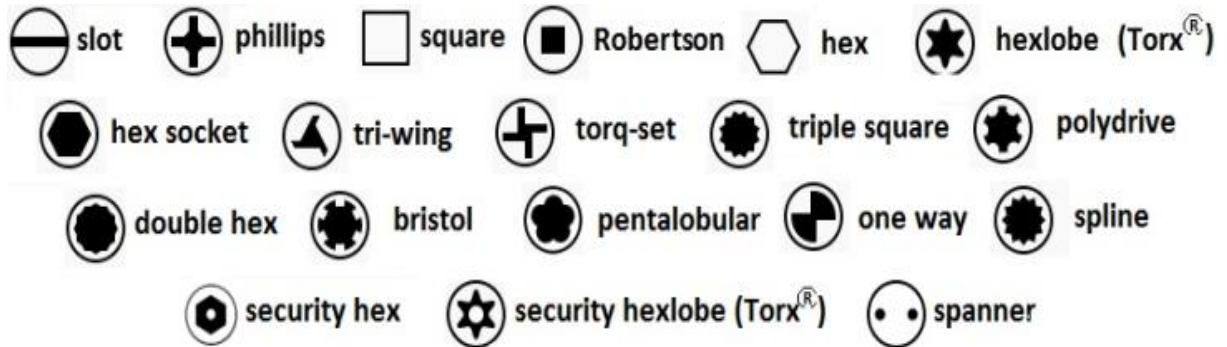 slot phillips square Robertson hex hexlobe (Torx®)
hex socket tri-wing torq-set triple square polydrive
double hex bristol pentalobular one way spline
security hex security hexlobe (Torx®) spanner